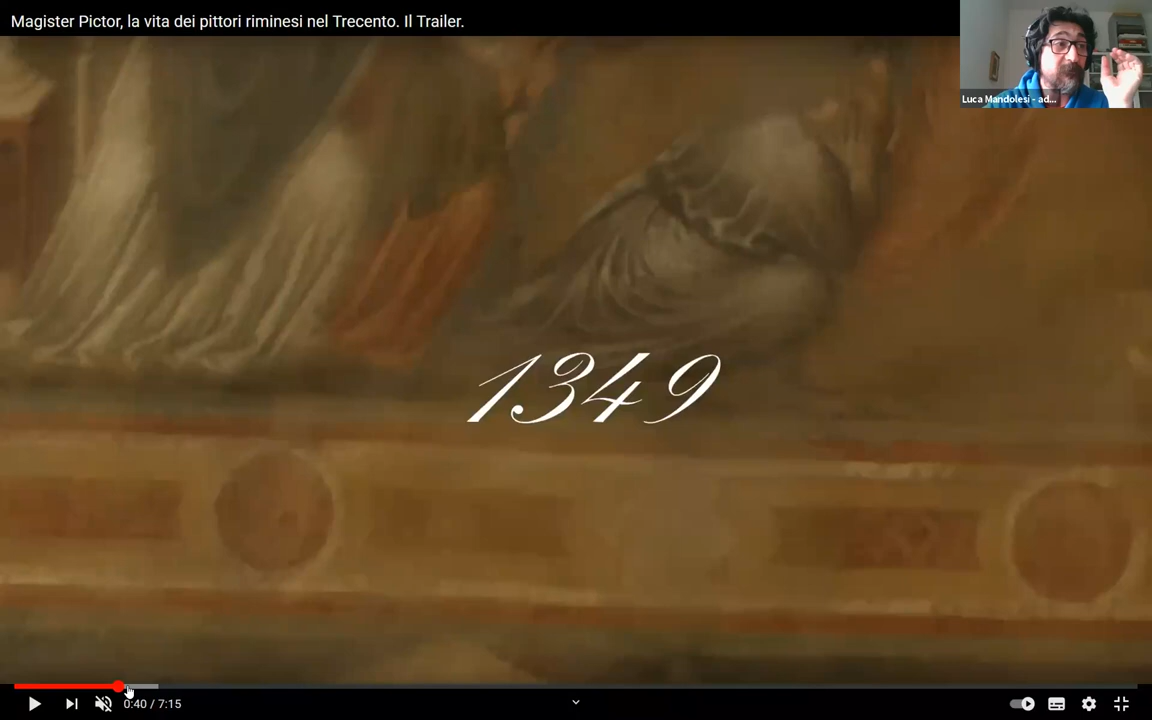 Magister Pictor, la vita dei pittori riminesi nel Trecento. Il Trailer.
Luca Mandolesi - ad...
1349
0:40 / 7:15